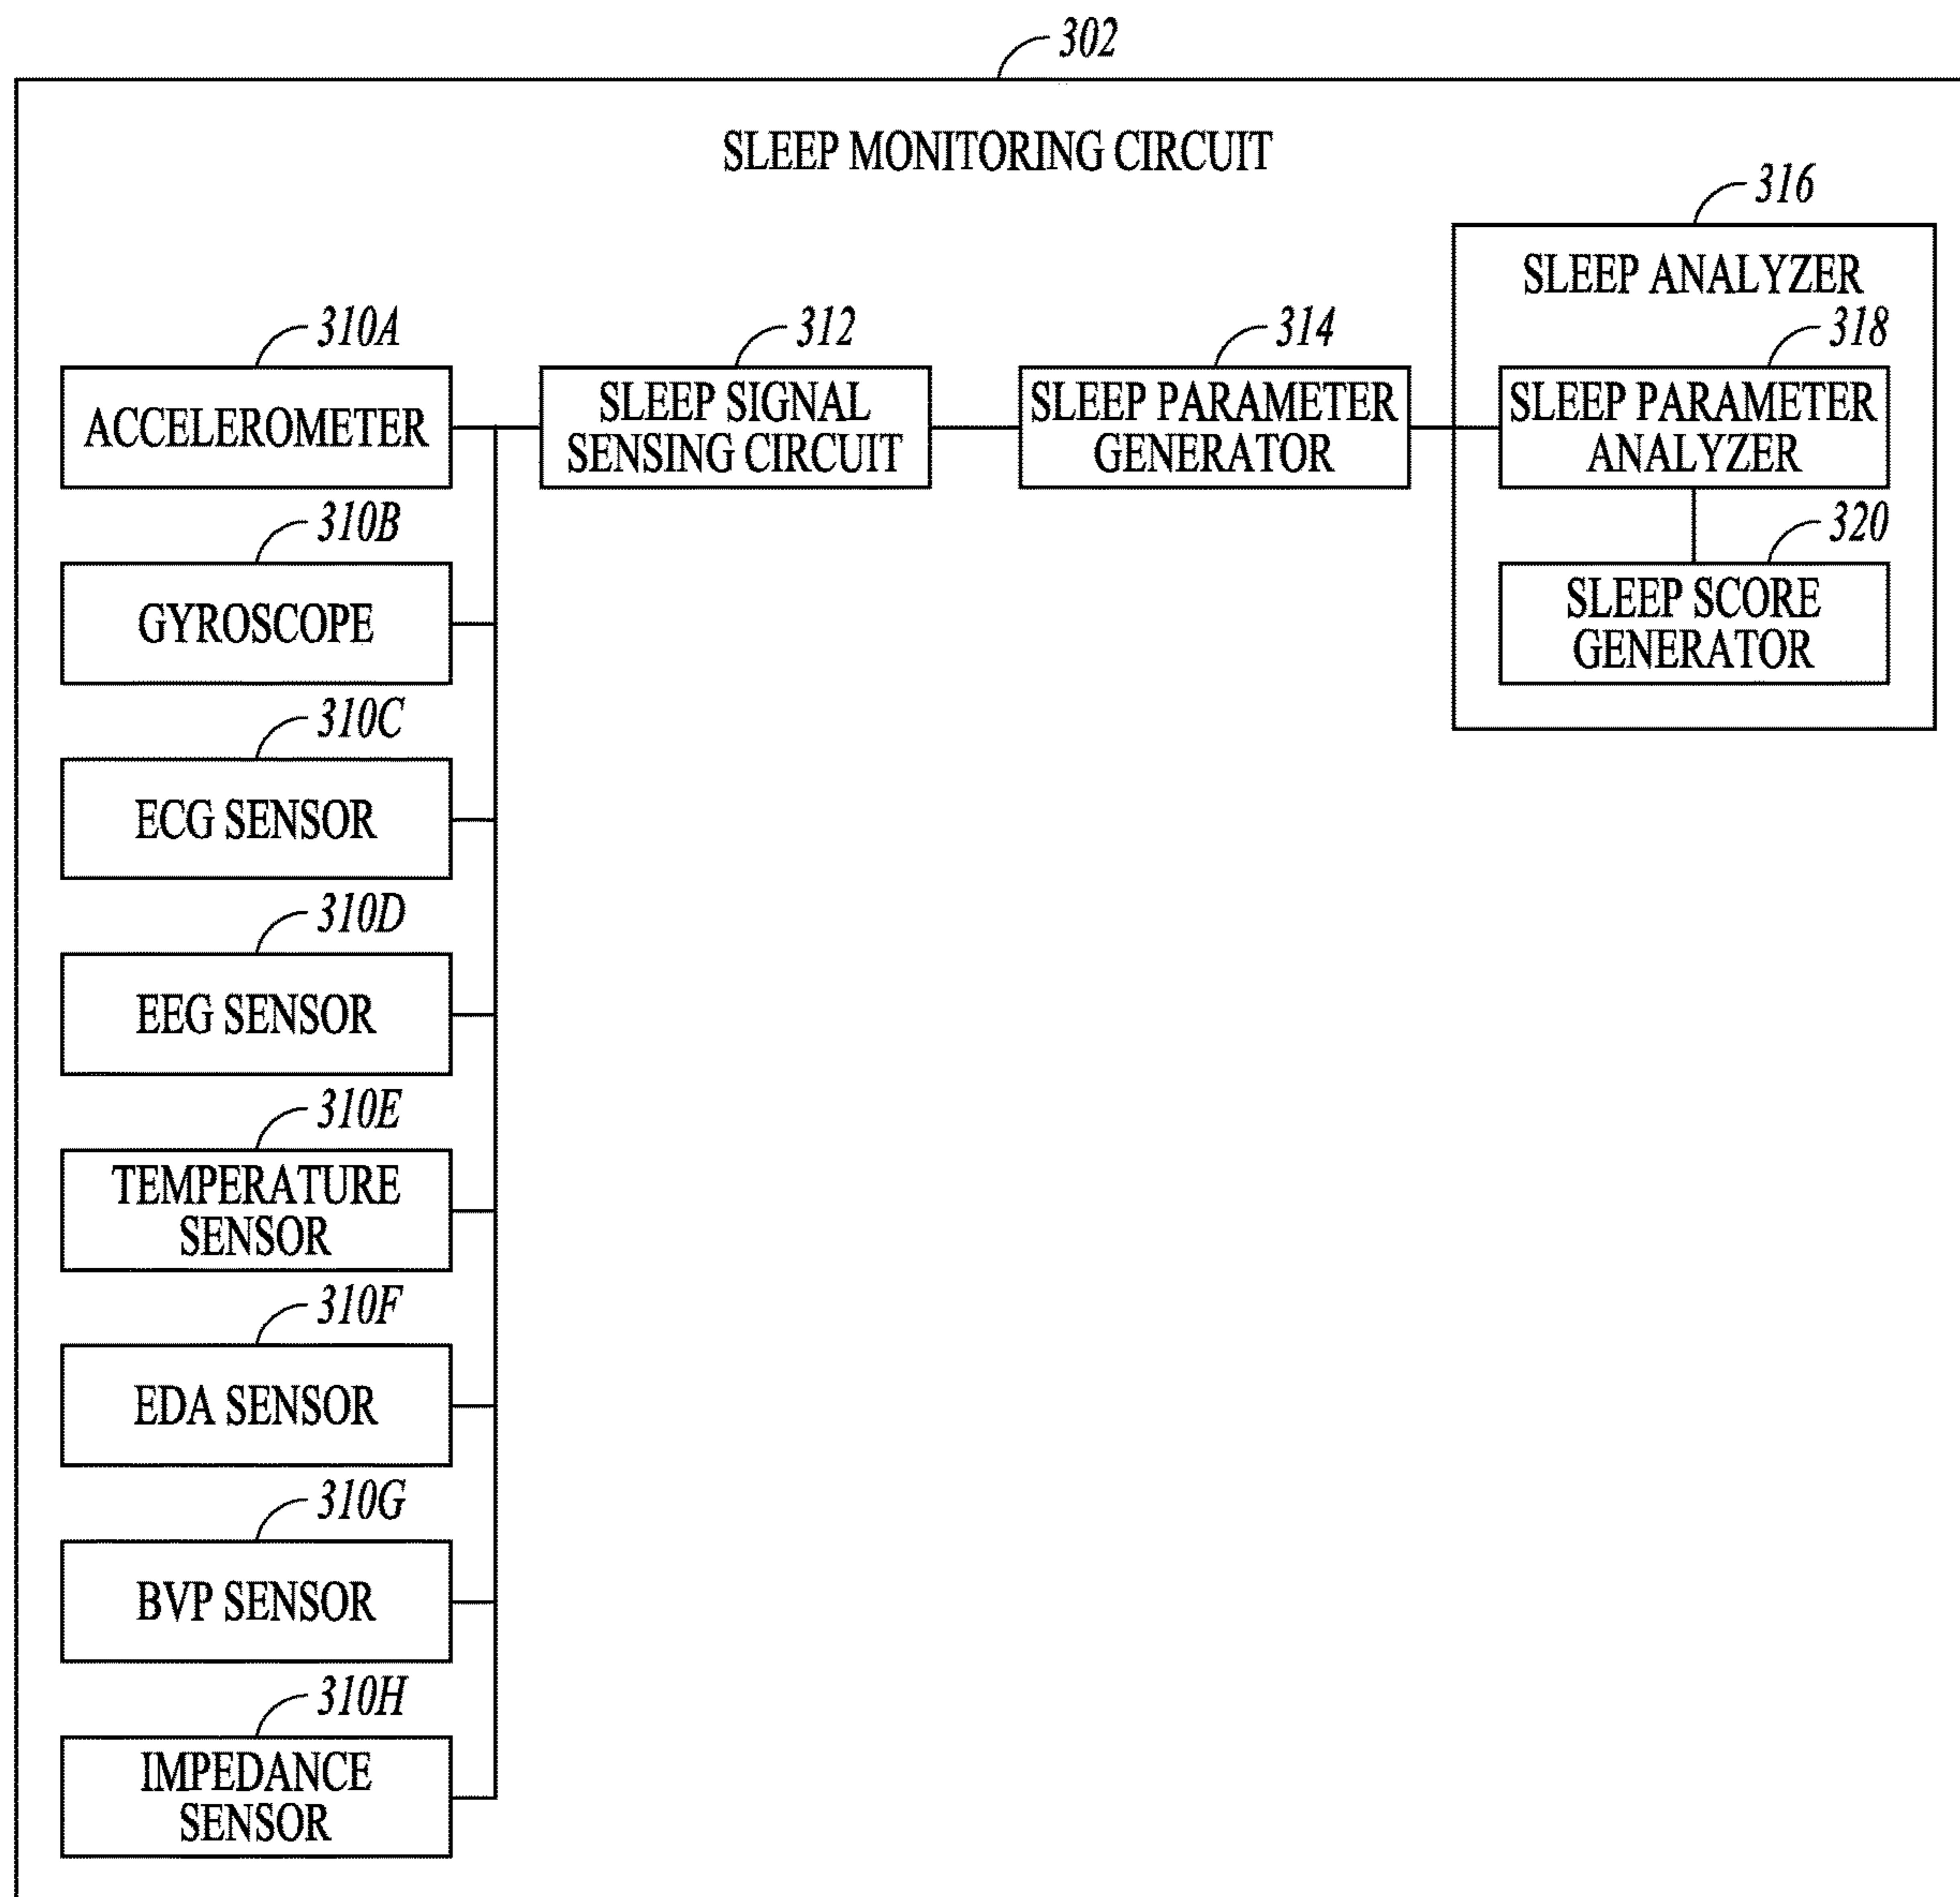 302
SLEEP MONITORING CIRCUIT
316
SLEEP ANALYZER
310A
312
314
318
ACCELEROMETER
SLEEP SIGNAL
SENSING CIRCUIT
SLEEP PARAMETER
GENERATOR
SLEEP PARAMETER
ANALYZER
310B
320
GYROSCOPE
SLEEP SCORE
GENERATOR
310C
ECG SENSOR
310D
EEG SENSOR
310E
TEMPERATURE
SENSOR
310F
EDA SENSOR
310G
BVP SENSOR
310H
IMPEDANCE
SENSOR